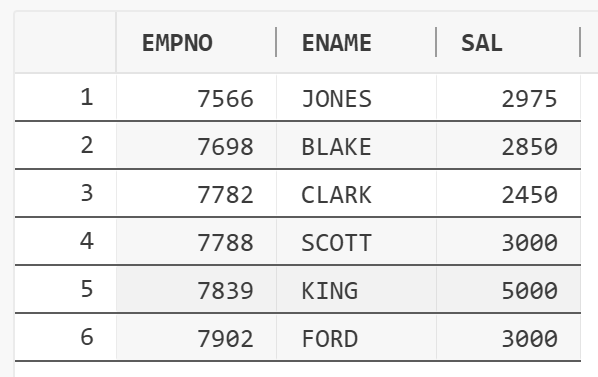 EMPNO ENAME SAL
1 7566 JONES 2975
2 7698 BLAKE 2850
3 7782 CLARK 2450
4 7788 SCOTT 3000
5 7839 KING 5000
6 7902 FORD 3000